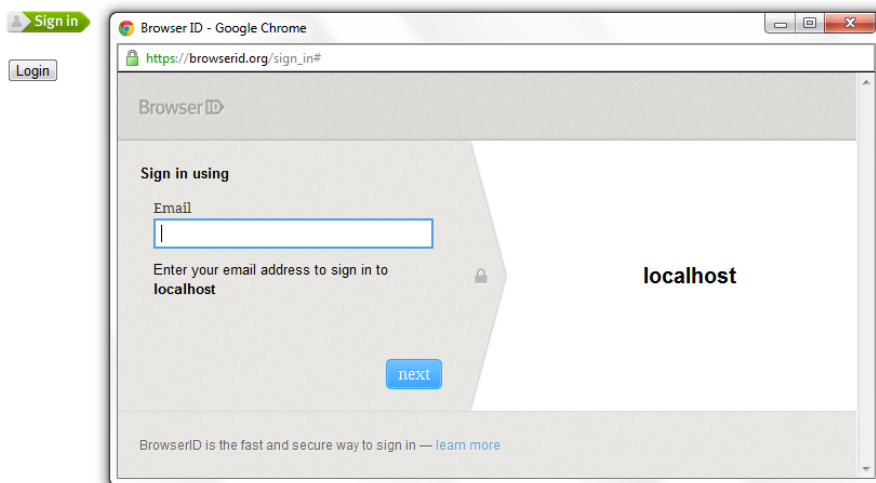 Sign in
Login
Browser ID - Google Chrome
https://browserid.org/sign_in#
BrowserID
Sign in using
Email
Enter your email address to sign in to
localhost
localhost
next
BrowserID is the fast and secure way to sign in — learn more